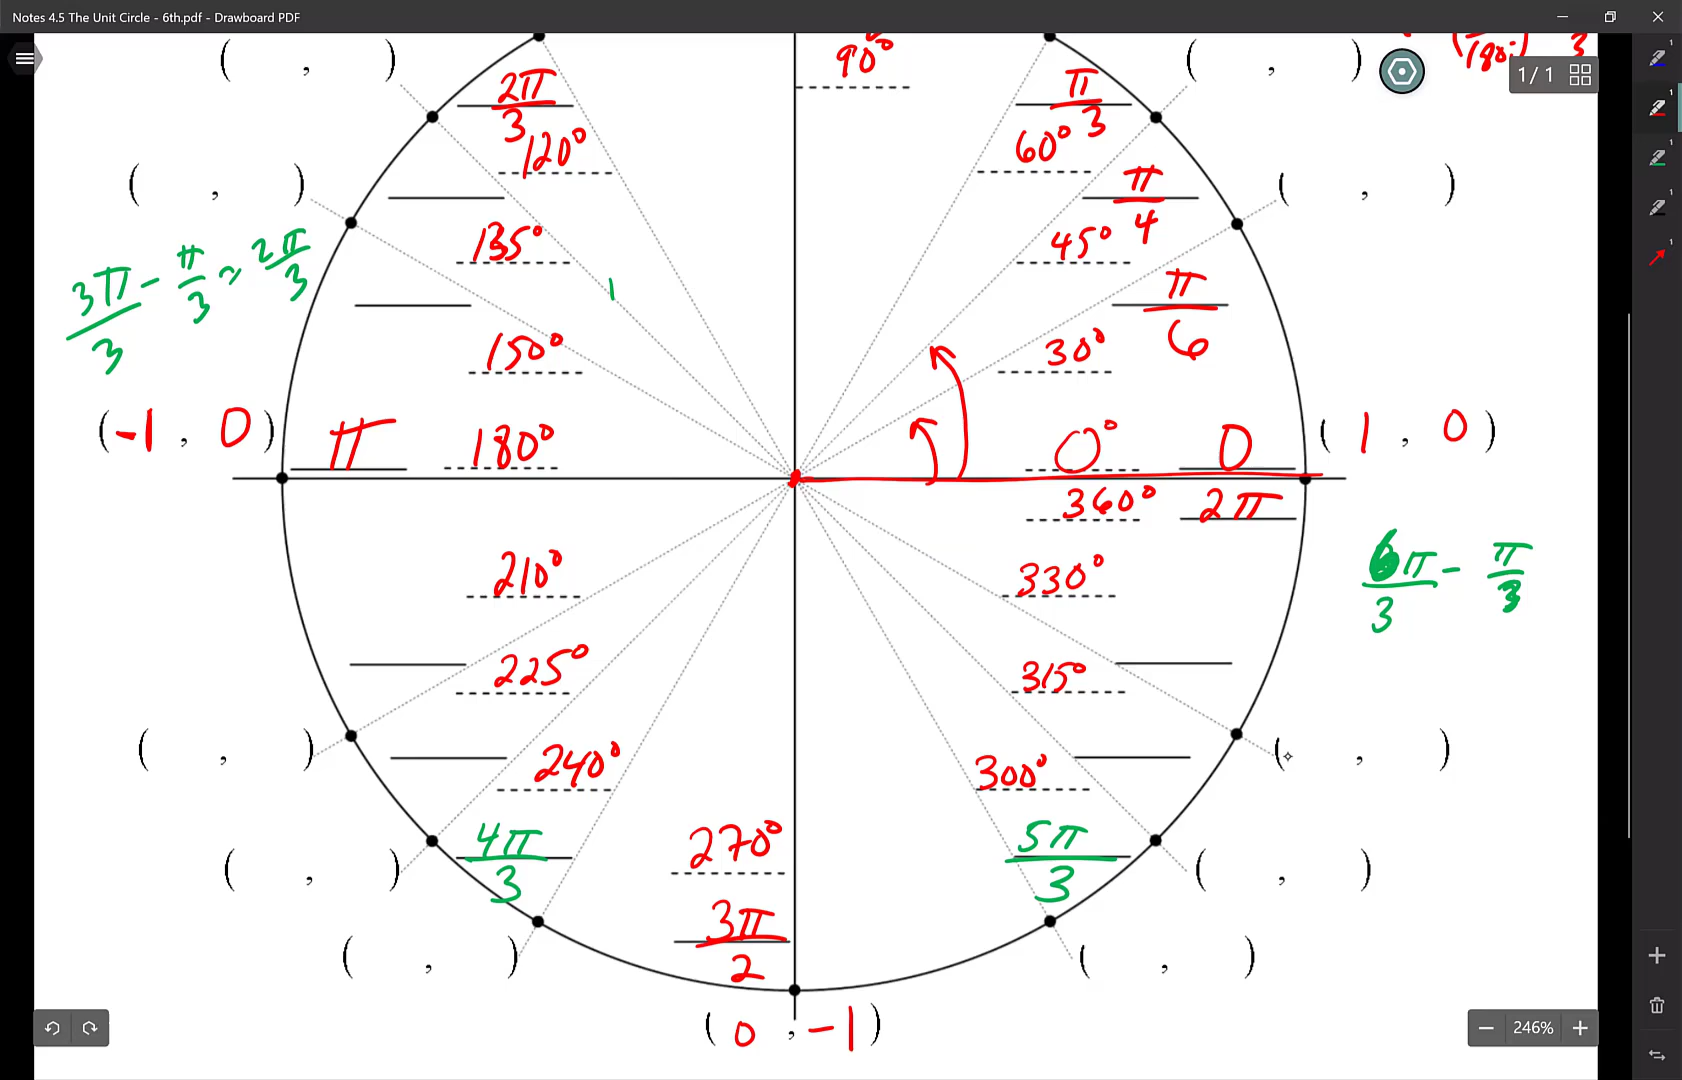 Notes 4.5 The Unit Circle - 6th.pdf - Drawboard PDF
1/1
( , ) 90° ( , )
2π/3 π/3
120° 60°
( , ) π/4 ( , )
135° 45°
3π/3 - π/3 = 2π/3
π/6
150° 30°
(-1, 0) π 180° 0° 0 (1, 0)
360° 2π
210° 330° 6π/3 - π/3
225° 315°
( , ) 240° 300° ( , )
4π/3 270° 5π/3
( , ) ( , )
3π/2
( , ) ( , )
(0, -1)
246%